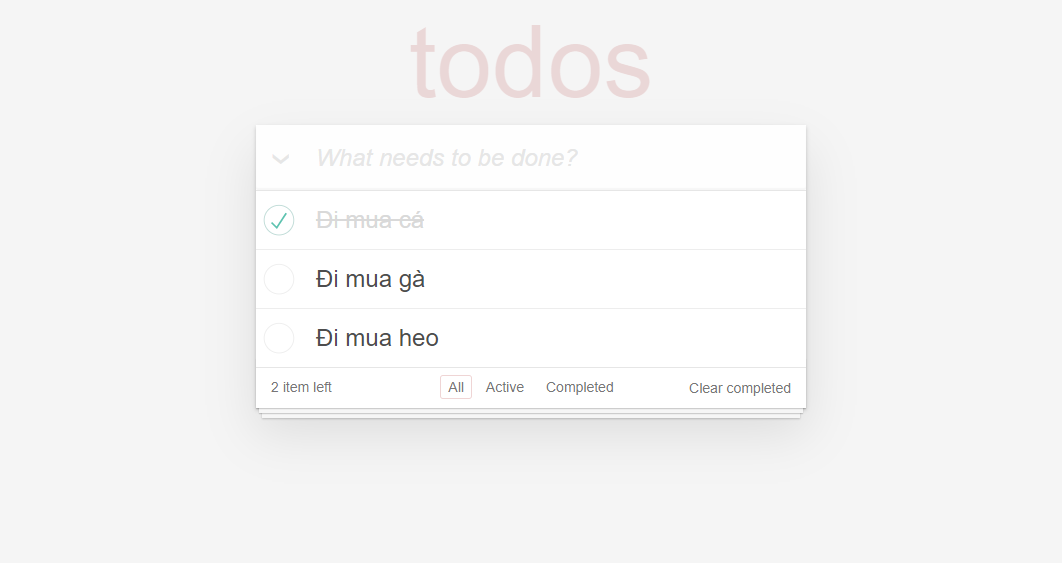 todos
What needs to be done?
Đi mua cá
Đi mua gà
Đi mua heo
2 item left All Active Completed Clear completed